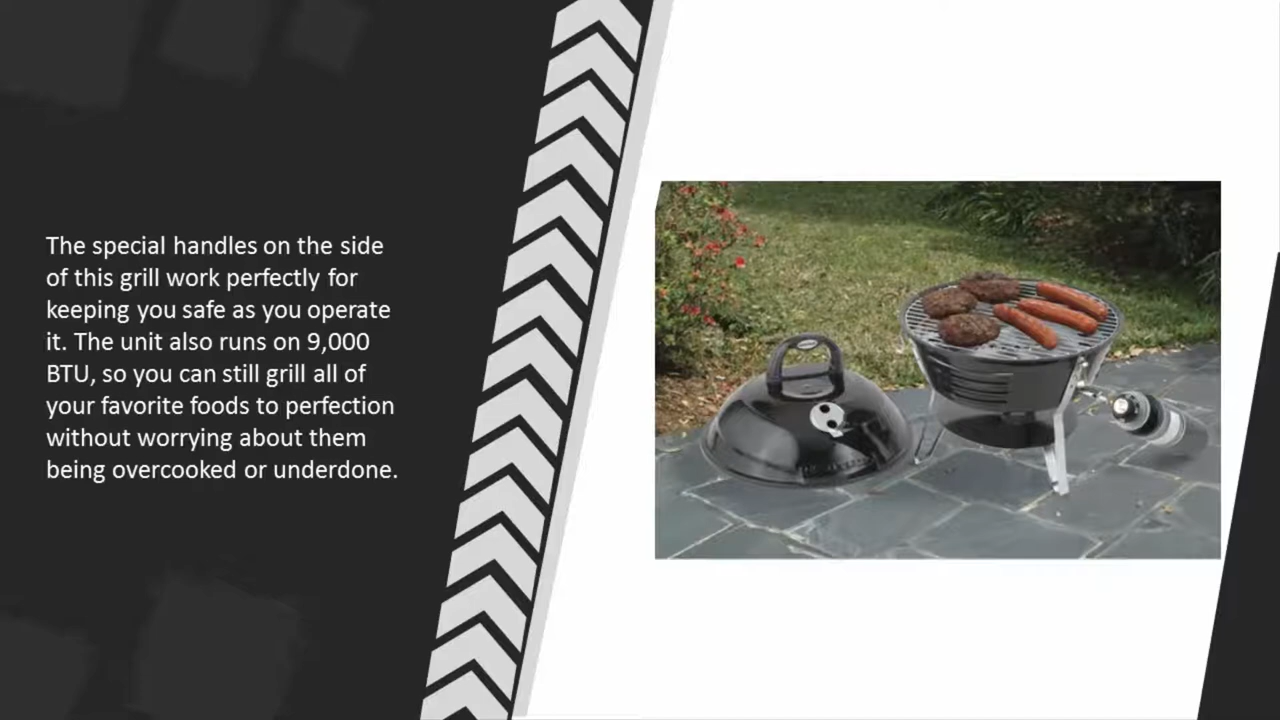 The special handles on the side
of this grill work perfectly for
keeping you safe as you operate
it. The unit also runs on 9,000
BTU, so you can still grill all of
your favorite foods to perfection
without worrying about them
being overcooked or underdone.